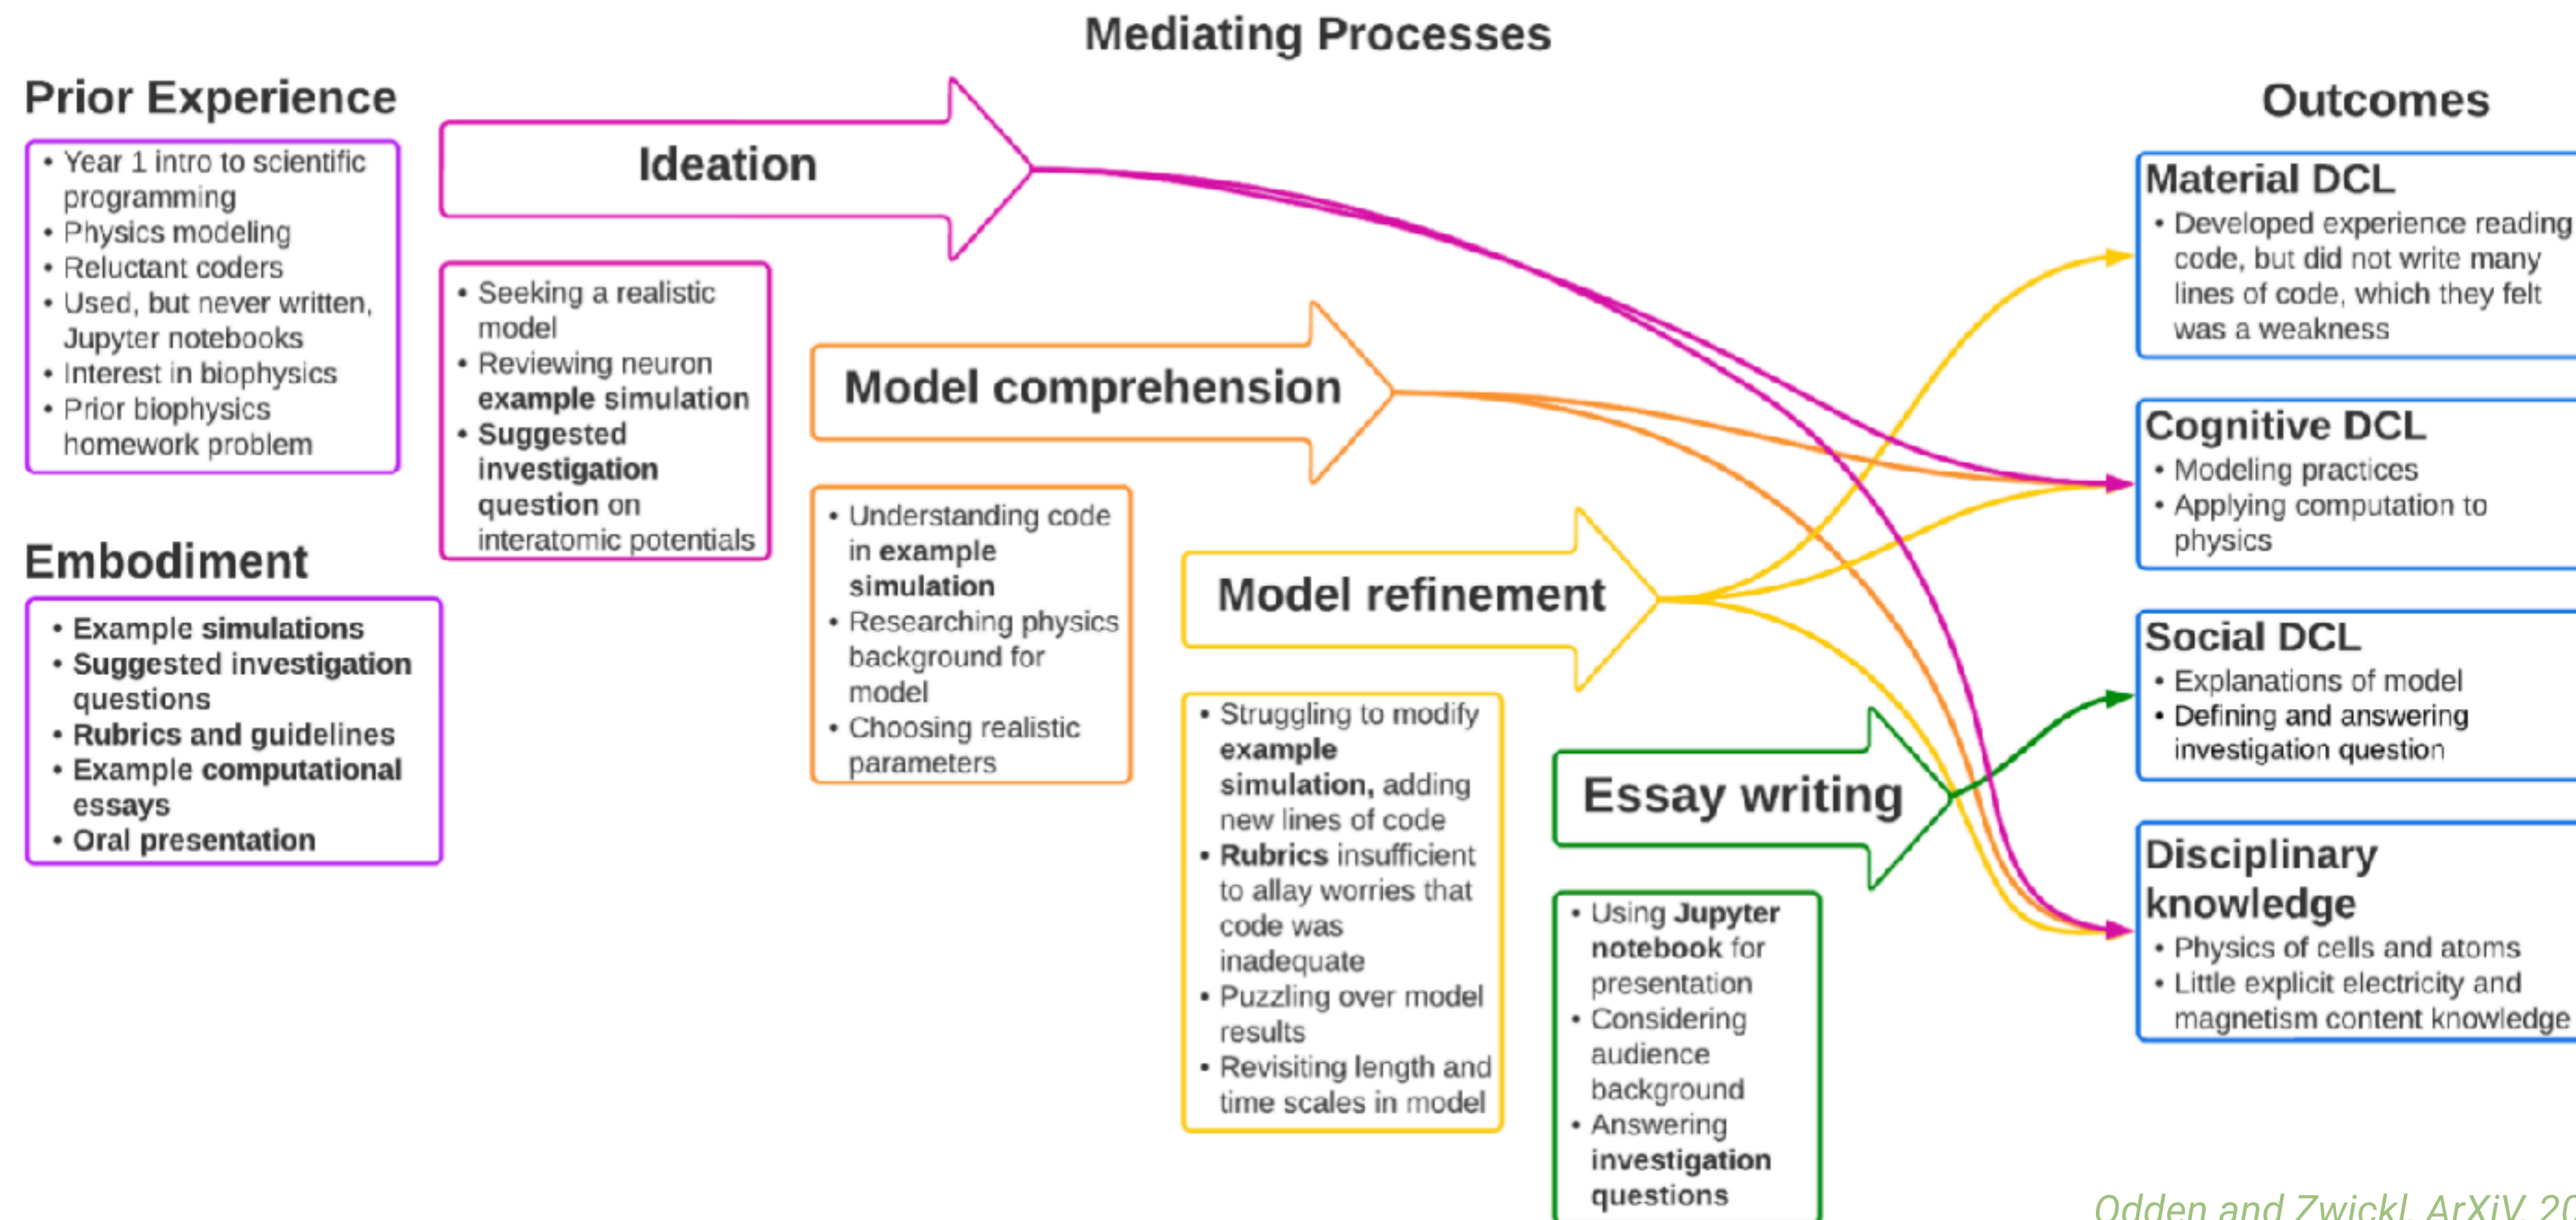 Mediating Processes
Prior Experience
• Year 1 intro to scientific
programming
• Physics modeling
• Reluctant coders
• Used, but never written,
Jupyter notebooks
• Interest in biophysics
• Prior biophysics
homework problem
Embodiment
• Example simulations
• Suggested investigation
questions
• Rubrics and guidelines
• Example computational
essays
• Oral presentation
Ideation
• Seeking a realistic
model
• Reviewing neuron
example simulation
• Suggested
investigation
question on
interatomic potentials
Model comprehension
• Understanding code
in example
simulation
• Researching physics
background for
model
• Choosing realistic
parameters
Model refinement
• Struggling to modify
example
simulation, adding
new lines of code
• Rubrics insufficient
to allay worries that
code was
inadequate
• Puzzling over model
results
• Revisiting length and
time scales in model
Essay writing
• Using Jupyter
notebook for
presentation
• Considering
audience
background
• Answering
investigation
questions
Outcomes
Material DCL
• Developed experience reading
code, but did not write many
lines of code, which they felt
was a weakness
Cognitive DCL
• Modeling practices
• Applying computation to
physics
Social DCL
• Explanations of model
• Defining and answering
investigation question
Disciplinary
knowledge
• Physics of cells and atoms
• Little explicit electricity and
magnetism content knowledge
Odden and Zwickl, ArXiV, 20